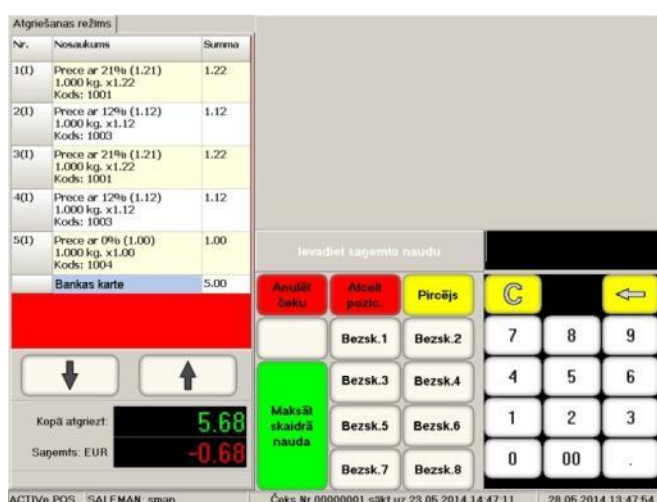 Atgriešanas režīms
Nr. Nosaukums Summa
1(I) Prece ar 21% (1.21) 1.22
1.000 kg. x1.22
Kods: 1001
2(I) Prece ar 12% (1.12) 1.12
1.000 kg. x1.12
Kods: 1003
3(I) Prece ar 21% (1.21) 1.22
1.000 kg. x1.22
Kods: 1001
4(I) Prece ar 12% (1.12) 1.12
1.000 kg. x1.12
Kods: 1003
5(I) Prece ar 0% (1.00) 1.00
1.000 kg. x1.00
Kods: 1004
Bankas karte 5.00
Kopā atgriezt: 5.68
Saņemts: EUR -0.68
Ievadiet saņemto naudu
Anulēt čeku
Atcelt pozīc.
Pircējs
C
Bezsk.1 Bezsk.2
7 8 9
Bezsk.3 Bezsk.4
4 5 6
Maksāt
skaidrā
nauda
Bezsk.5 Bezsk.6
1 2 3
Bezsk.7 Bezsk.8
0 00 .
ACTIVe POS SALEMAN: sman Čeks Nr.00000001 sākt uz 23.05.2014 14:47:11 28.05.2014 13:47:54